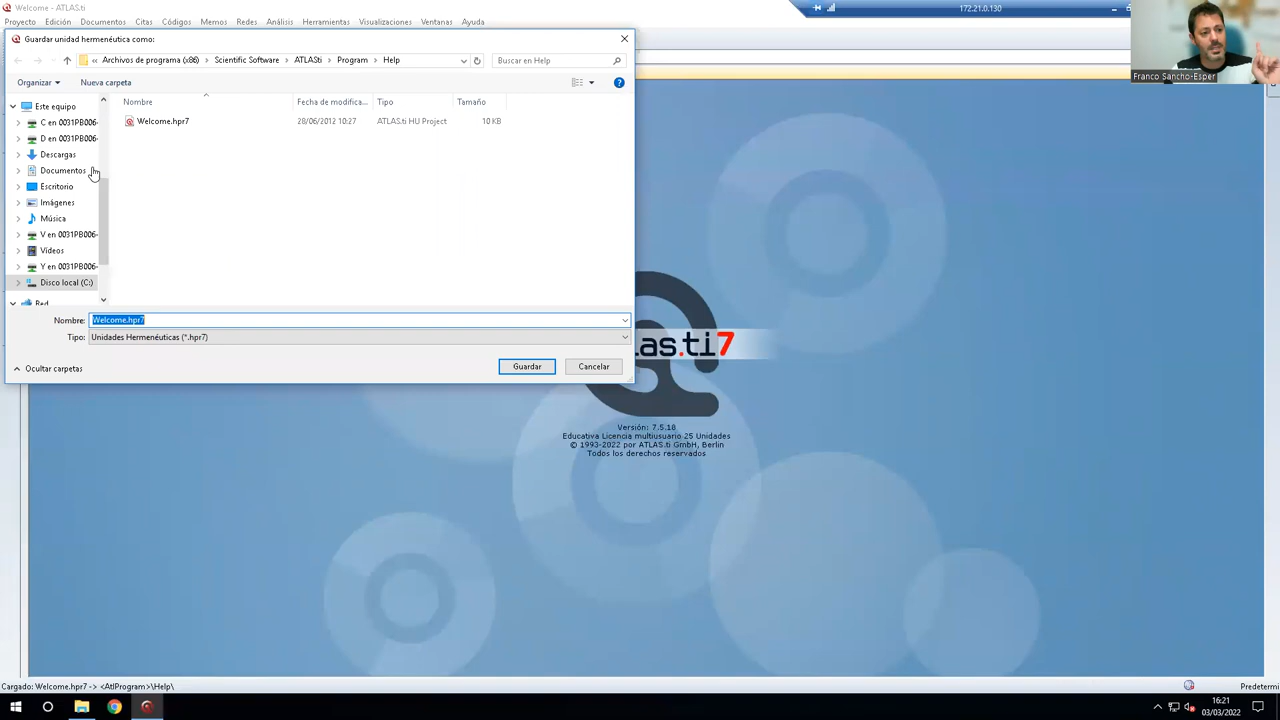 Welcome - ATLAS.ti
172.21.0.130
Proyecto Edición Documentos Citas Códigos Memos Redes Análisis Herramientas Visualizaciones Ventanas Ayuda
Franco Sancho-Esper
Guardar unidad hermenéutica como:
« Archivos de programa (x86) > Scientific Software > ATLASti > Program > Help
Buscar en Help
Organizar
Nueva carpeta
Nombre Fecha de modifica... Tipo Tamaño
Welcome.hpr7 28/06/2012 10:27 ATLAS.ti HU Project 10 KB
Este equipo
C en 0031PB006-
D en 0031PB006-
Descargas
Documentos
Escritorio
Imágenes
Música
V en 0031PB006-
Vídeos
Y en 0031PB006-
Disco local (C:)
Red
Nombre: Welcome.hpr7
Tipo: Unidades Hermenéuticas (*.hpr7)
Ocultar carpetas
Guardar
Cancelar
as.ti7
Versión: 7.5.18
Educativa Licencia multiusuario 25 Unidades
© 1993-2022 por ATLAS.ti GmbH, Berlin
Todos los derechos reservados
Cargado: Welcome.hpr7 -> <AtlProgram>\Help\
Predetermi
16:21
03/03/2022